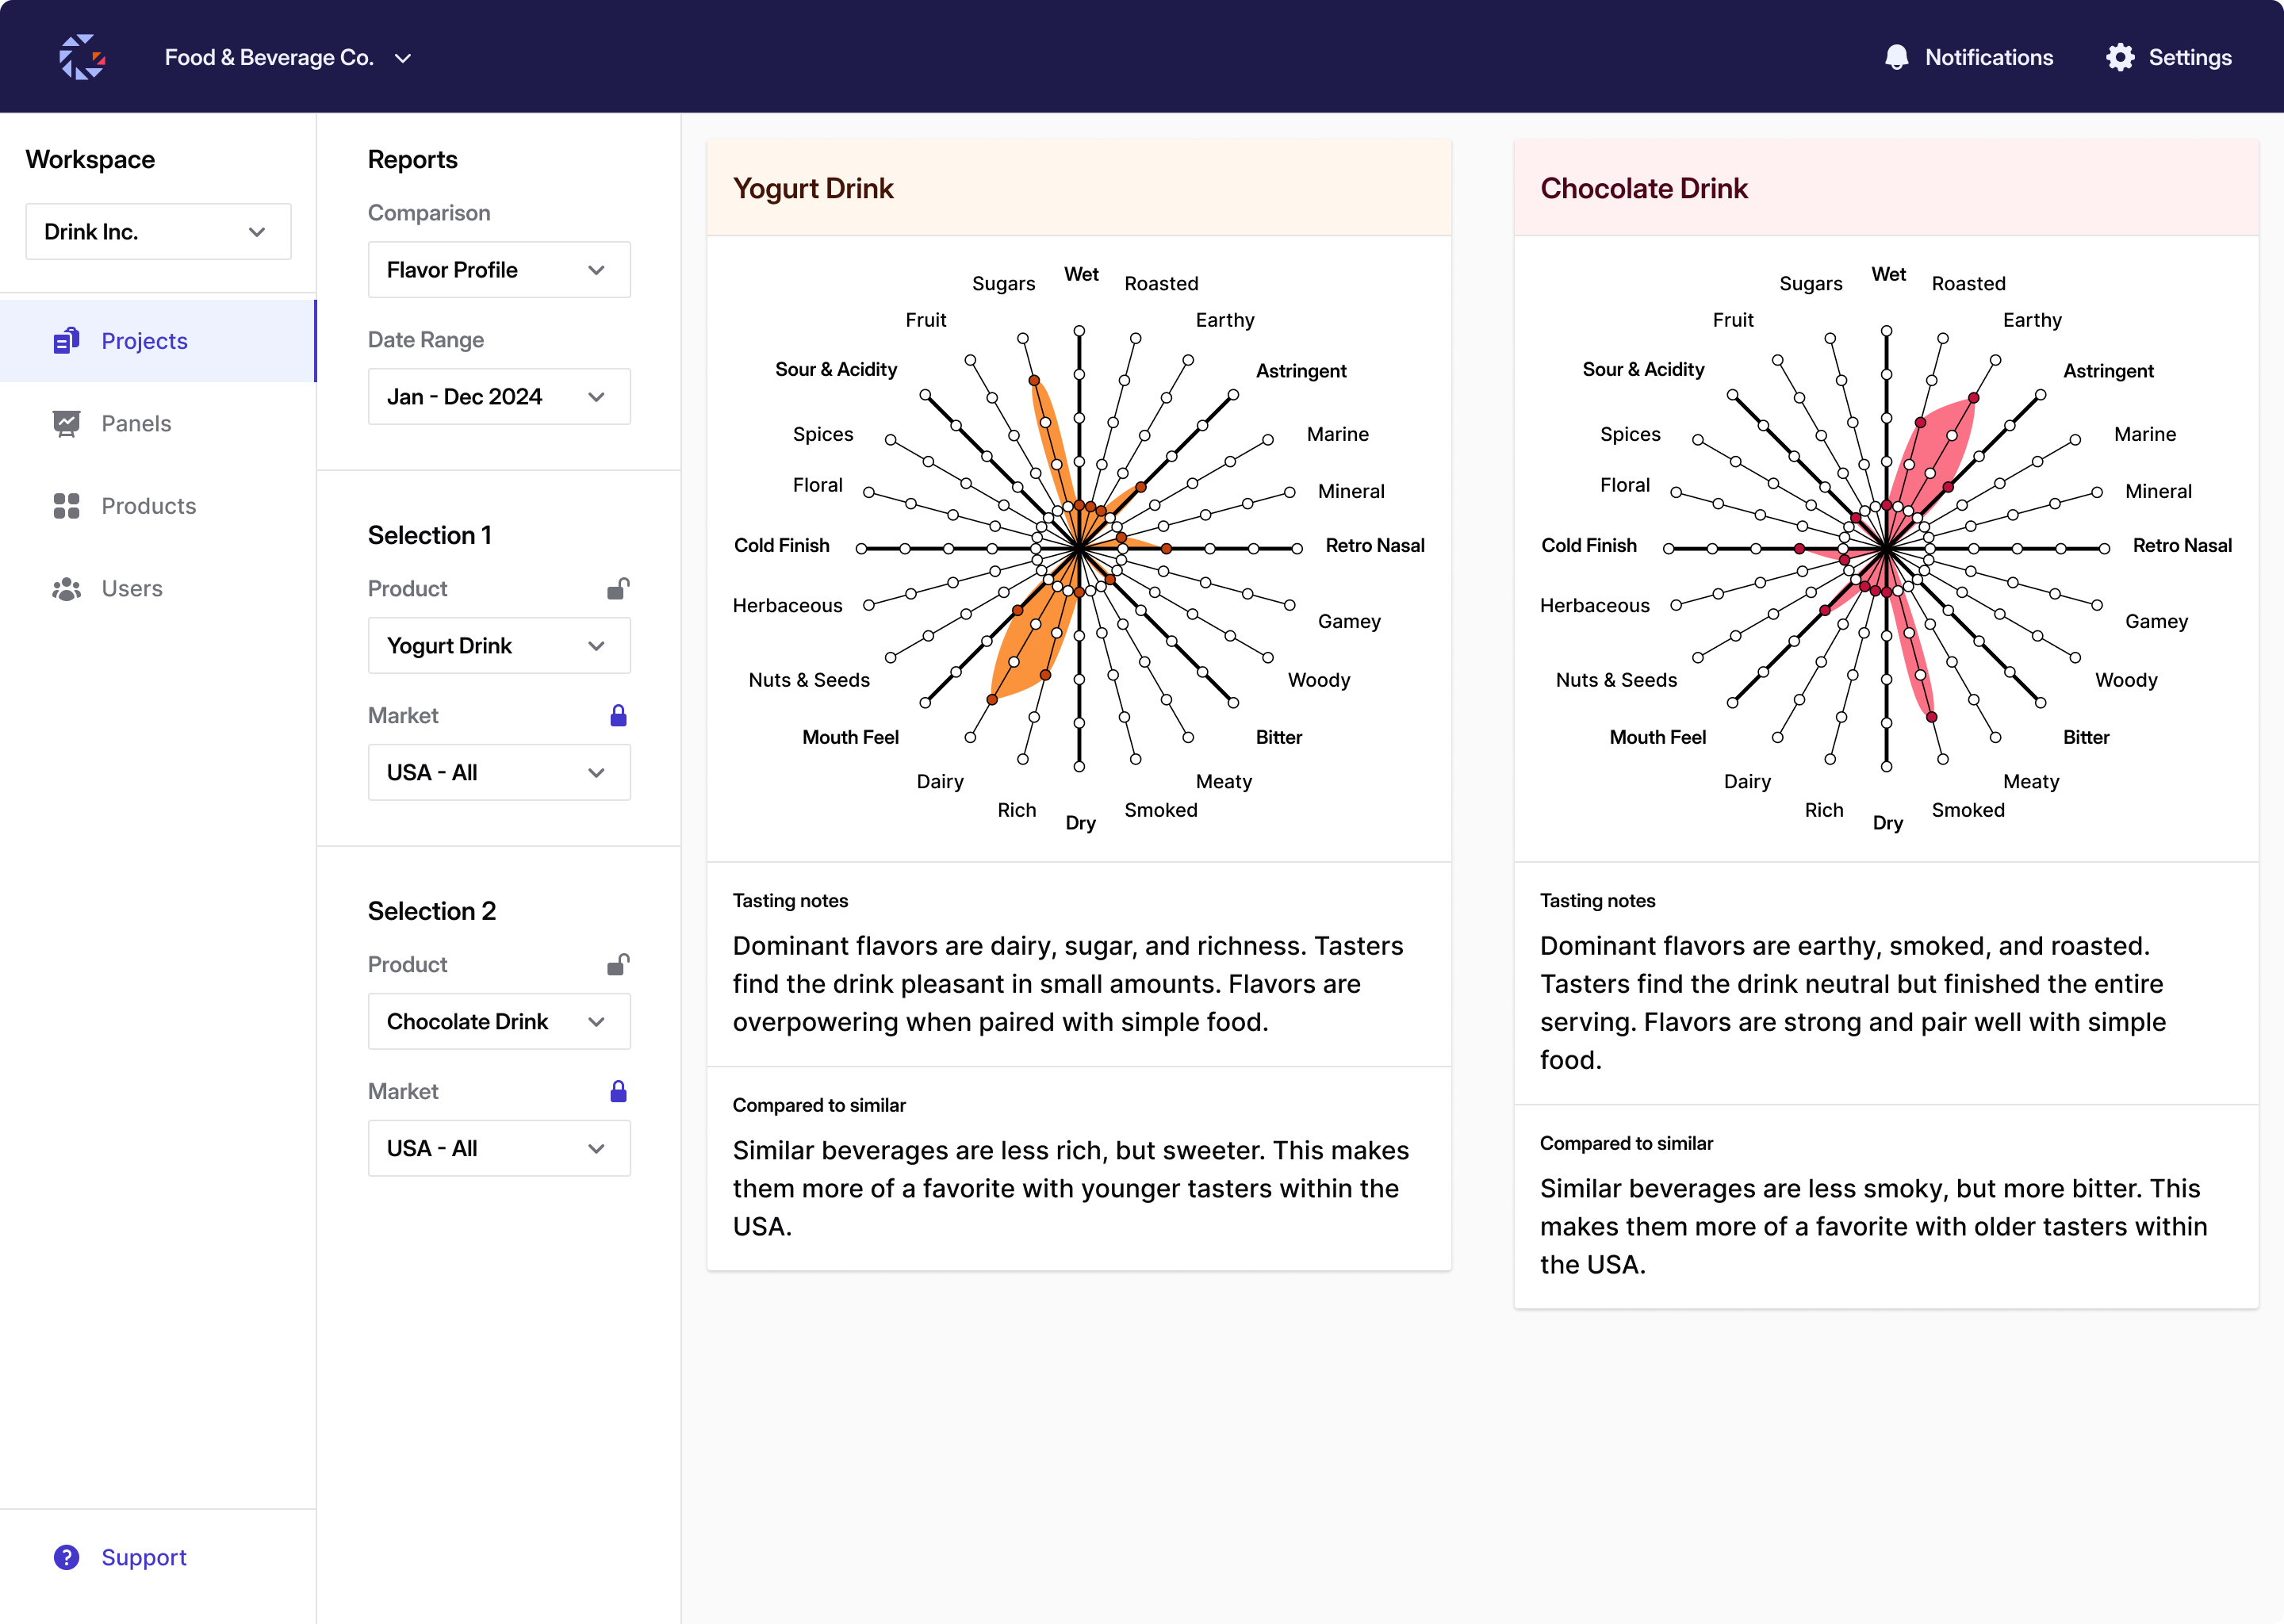 Food & Beverage Co.
Notifications
Settings
Workspace
Drink Inc.
Projects
Panels
Products
Users
Support
Reports
Comparison
Flavor Profile
Date Range
Jan - Dec 2024
Selection 1
Product
Yogurt Drink
Market
USA - All
Selection 2
Product
Chocolate Drink
Market
USA - All
Yogurt Drink
Wet
Roasted
Earthy
Astringent
Marine
Mineral
Retro Nasal
Gamey
Woody
Bitter
Meaty
Smoked
Dry
Rich
Dairy
Mouth Feel
Nuts & Seeds
Herbaceous
Cold Finish
Floral
Spices
Sour & Acidity
Fruit
Sugars
Tasting notes
Dominant flavors are dairy, sugar, and richness. Tasters
find the drink pleasant in small amounts. Flavors are
overpowering when paired with simple food.
Compared to similar
Similar beverages are less rich, but sweeter. This makes
them more of a favorite with younger tasters within the
USA.
Chocolate Drink
Wet
Roasted
Earthy
Astringent
Marine
Mineral
Retro Nasal
Gamey
Woody
Bitter
Meaty
Smoked
Dry
Rich
Dairy
Mouth Feel
Nuts & Seeds
Herbaceous
Cold Finish
Floral
Spices
Sour & Acidity
Fruit
Sugars
Tasting notes
Dominant flavors are earthy, smoked, and roasted.
Tasters find the drink neutral but finished the entire
serving. Flavors are strong and pair well with simple
food.
Compared to similar
Similar beverages are less smoky, but more bitter. This
makes them more of a favorite with older tasters within
the USA.